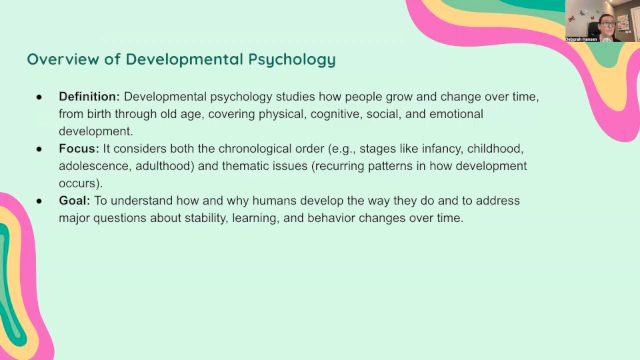 Overview of Developmental Psychology
● Definition: Developmental psychology studies how people grow and change over time,
from birth through old age, covering physical, cognitive, social, and emotional
development.
● Focus: It considers both the chronological order (e.g., stages like infancy, childhood,
adolescence, adulthood) and thematic issues (recurring patterns in how development
occurs).
● Goal: To understand how and why humans develop the way they do and to address
major questions about stability, learning, and behavior changes over time.
Deborah Hansen